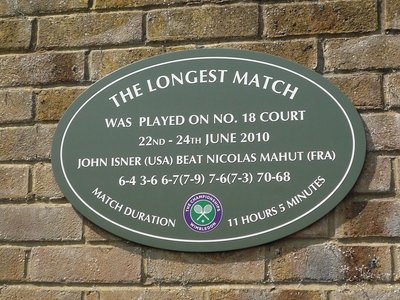 THE LONGEST MATCH
WAS PLAYED ON NO. 18 COURT
22ND - 24TH JUNE 2010
JOHN ISNER (USA) BEAT NICOLAS MAHUT (FRA)
6-4 3-6 6-7(7-9) 7-6(7-3) 70-68
MATCH DURATION 11 HOURS 5 MINUTES
THE CHAMPIONSHIPS
WIMBLEDON